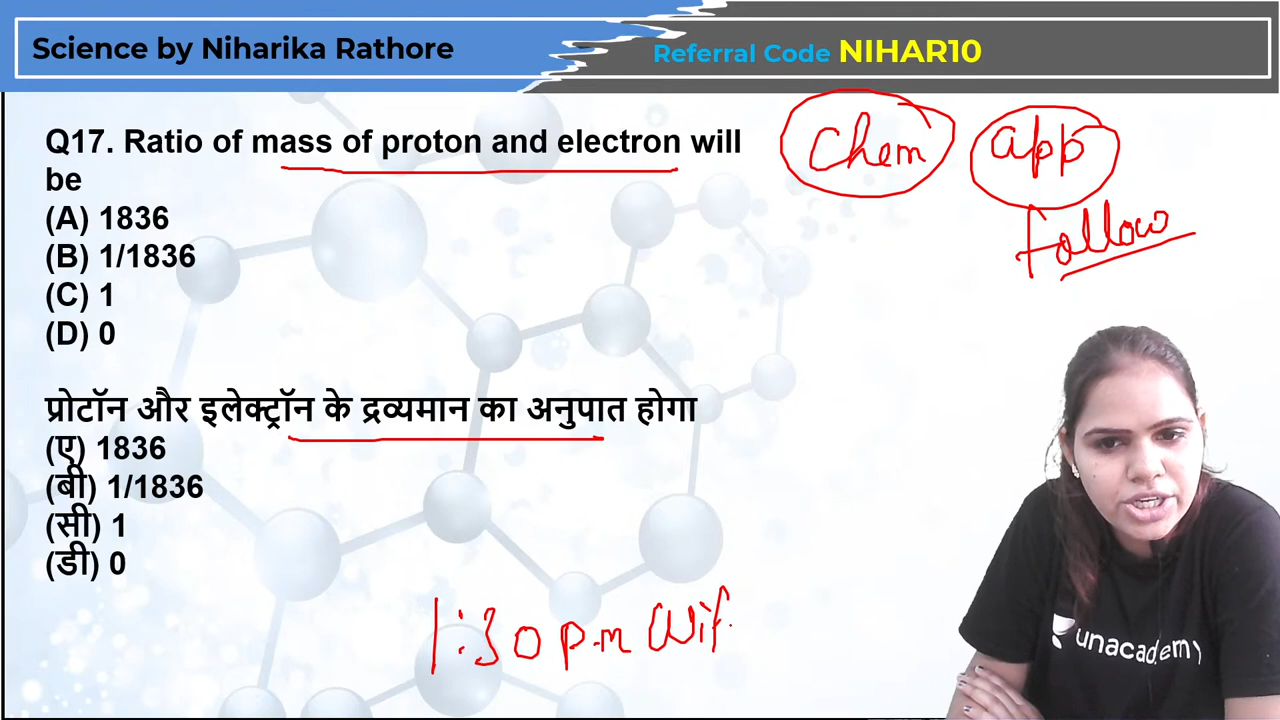 Science by Niharika Rathore
Referral Code NIHAR10
Q17. Ratio of mass of proton and electron will
be
(A) 1836
(B) 1/1836
(C) 1
(D) 0
Chem
app
Follow
प्रोटॉन और इलेक्ट्रॉन के द्रव्यमान का अनुपात होगा
(ए) 1836
(बी) 1/1836
(सी) 1
(डी) 0
1:30 p.m Wif.
unacademy